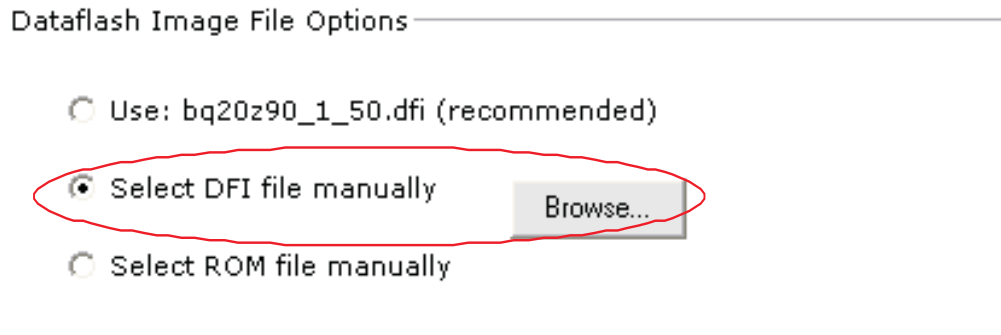 Dataflash Image File Options
Use: bq20z90_1_50.dfi (recommended)
Select DFI file manually
Browse...
Select ROM file manually